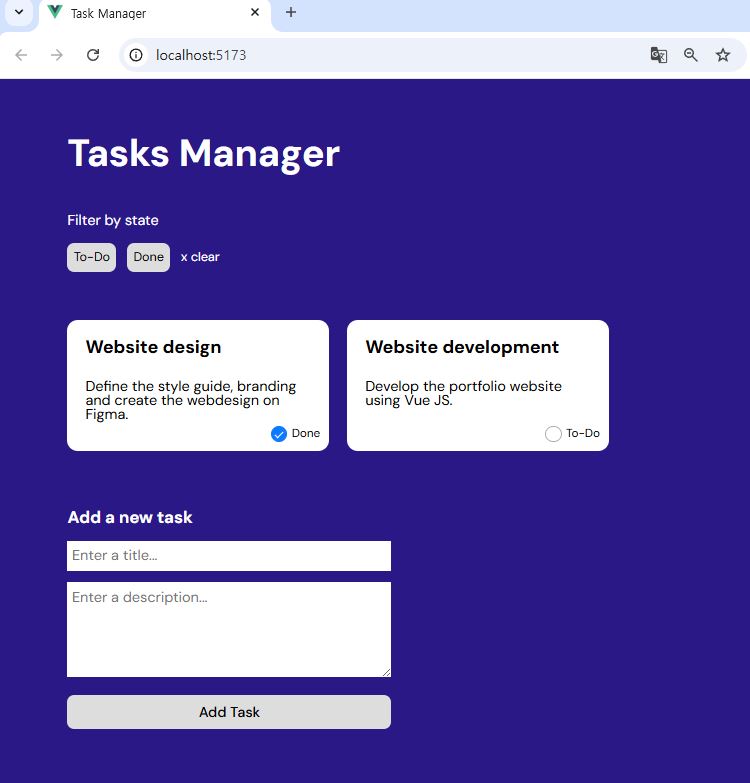 Task Manager
localhost:5173
Tasks Manager
Filter by state
To-Do Done x clear
Website design
Define the style guide, branding
and create the webdesign on
Figma.
Done
Website development
Develop the portfolio website
using Vue JS.
To-Do
Add a new task
Enter a title...
Enter a description...
Add Task